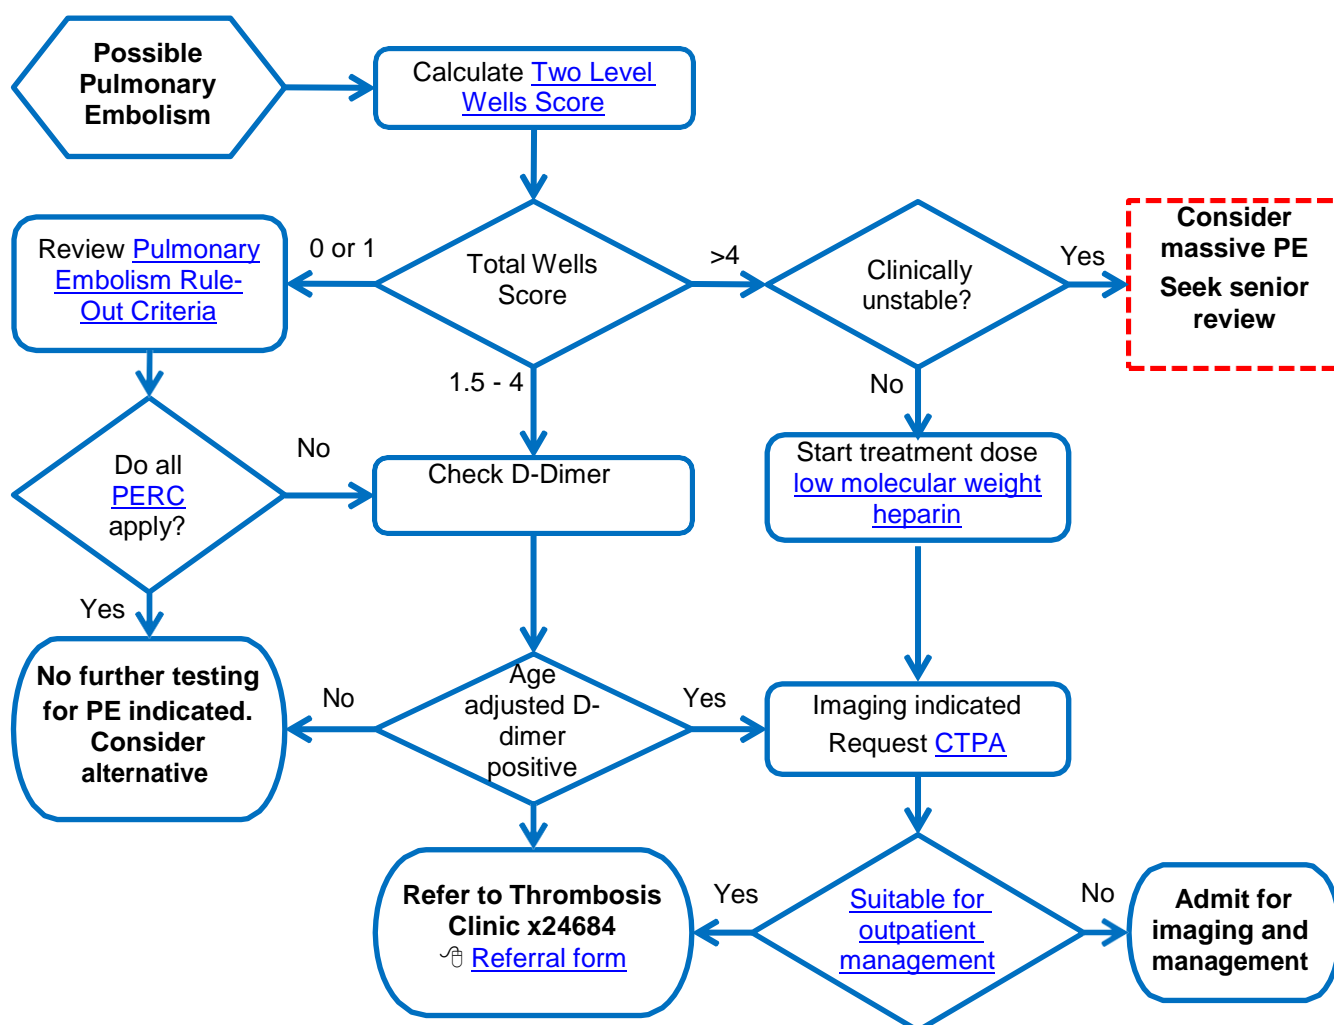 Possible
Pulmonary
Embolism
Calculate Two Level
Wells Score
Review Pulmonary
Embolism Rule-
Out Criteria
0 or 1
Total Wells
Score
>4
Clinically
unstable?
Yes
Consider
massive PE
Seek senior
review
1.5 - 4
No
Do all
PERC
apply?
No
Check D-Dimer
Start treatment dose
low molecular weight
heparin
Yes
No further testing
for PE indicated.
Consider
alternative
No
Age
adjusted D-
dimer
positive
Yes
Imaging indicated
Request CTPA
Refer to Thrombosis
Clinic x24684
Referral form
Yes
Suitable for
outpatient
management
No
Admit for
imaging and
management